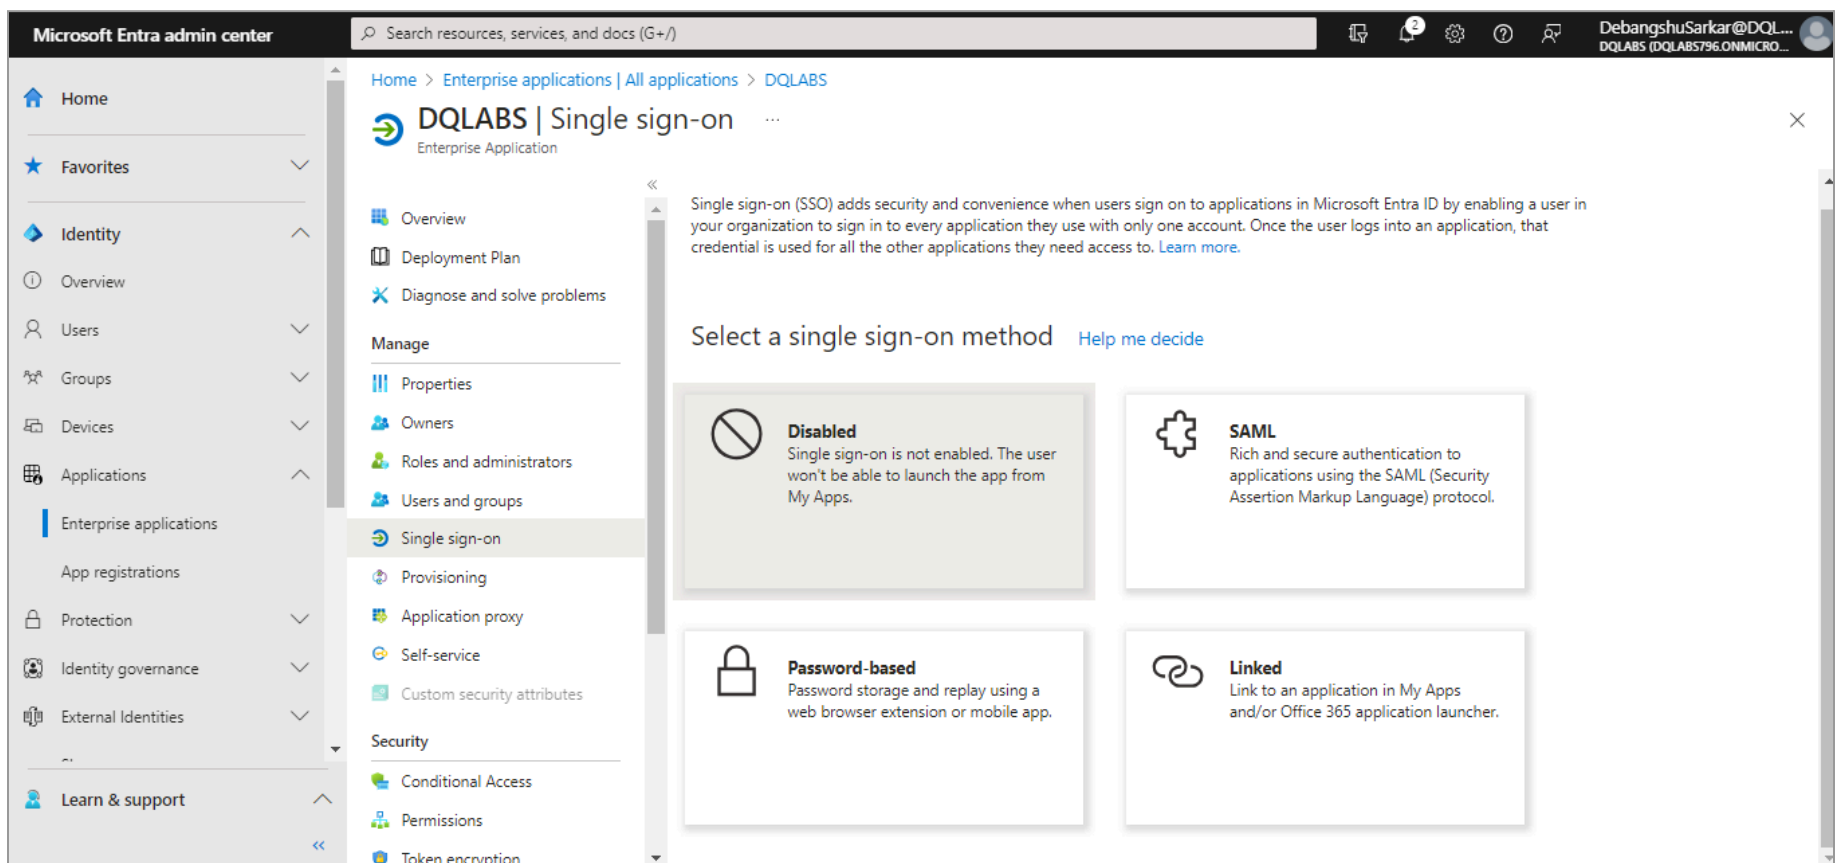 Microsoft Entra admin center
Search resources, services, and docs (G+/)
2
DebangshuSarkar@DQL...
DQLABS (DQLABS796.ONMICRO...
Home
Favorites
Identity
Overview
Users
Groups
Devices
Applications
Enterprise applications
App registrations
Protection
Identity governance
External Identities
Learn & support
Home > Enterprise applications | All applications > DQLABS
DQLABS | Single sign-on ...
Enterprise Application
Overview
Deployment Plan
Diagnose and solve problems
Manage
Properties
Owners
Roles and administrators
Users and groups
Single sign-on
Provisioning
Application proxy
Self-service
Custom security attributes
Security
Conditional Access
Permissions
Token encryption
Single sign-on (SSO) adds security and convenience when users sign on to applications in Microsoft Entra ID by enabling a user in
your organization to sign in to every application they use with only one account. Once the user logs into an application, that
credential is used for all the other applications they need access to. Learn more.
Select a single sign-on method Help me decide
Disabled
Single sign-on is not enabled. The user
won't be able to launch the app from
My Apps.
SAML
Rich and secure authentication to
applications using the SAML (Security
Assertion Markup Language) protocol.
Password-based
Password storage and replay using a
web browser extension or mobile app.
Linked
Link to an application in My Apps
and/or Office 365 application launcher.